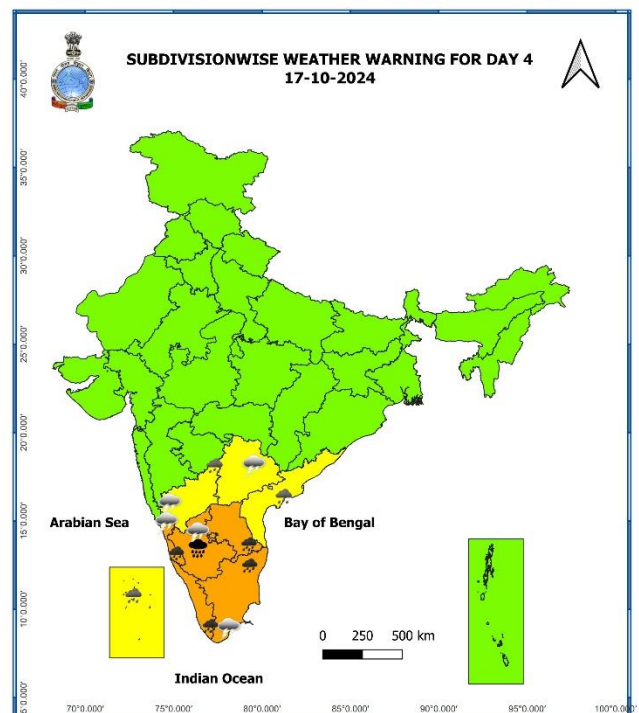 SUBDIVISIONWISE WEATHER WARNING FOR DAY 4
17-10-2024
40°0.000'
35°0.000'
30°0.000'
25°0.000'
20°0.000'
15°0.000'
10°0.000'
5°0.000'
Arabian Sea
Bay of Bengal
0 250 500 km
Indian Ocean
70°0.000' 75°0.000' 80°0.000' 85°0.000' 90°0.000' 95°0.000' 100°0.000'